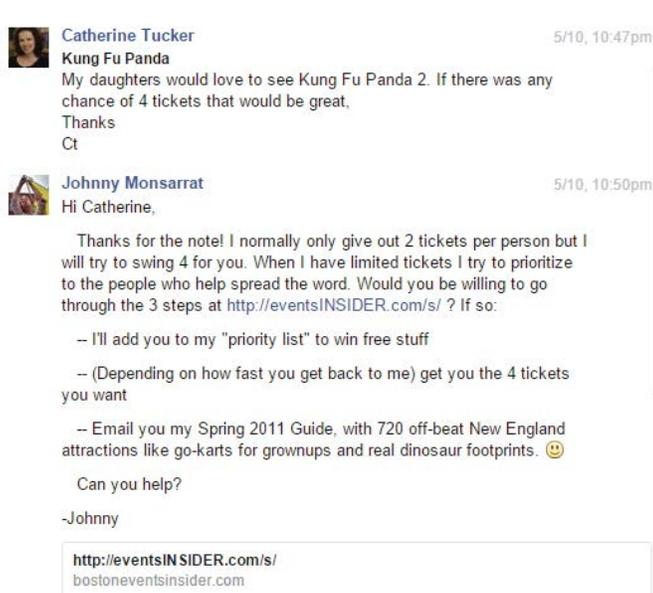 Catherine Tucker 5/10, 10:47pm
Kung Fu Panda
My daughters would love to see Kung Fu Panda 2. If there was any
chance of 4 tickets that would be great,
Thanks
Ct
Johnny Monsarrat 5/10, 10:50pm
Hi Catherine,
Thanks for the note! I normally only give out 2 tickets per person but I
will try to swing 4 for you. When I have limited tickets I try to prioritize
to the people who help spread the word. Would you be willing to go
through the 3 steps at http://eventsINSIDER.com/s/ ? If so:
-- I'll add you to my "priority list" to win free stuff
-- (Depending on how fast you get back to me) get you the 4 tickets
you want
-- Email you my Spring 2011 Guide, with 720 off-beat New England
attractions like go-karts for grownups and real dinosaur footprints. 🙂
Can you help?
-Johnny
http://eventsINSIDER.com/s/
bostoneventsinsider.com